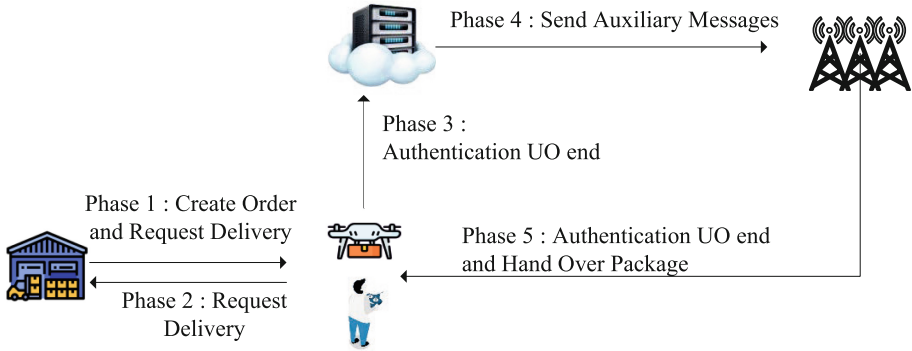 Phase 4 : Send Auxiliary Messages
Phase 3 :
Authentication UO end
Phase 1 : Create Order
and Request Delivery
Phase 5 : Authentication UO end
and Hand Over Package
Phase 2 : Request
Delivery